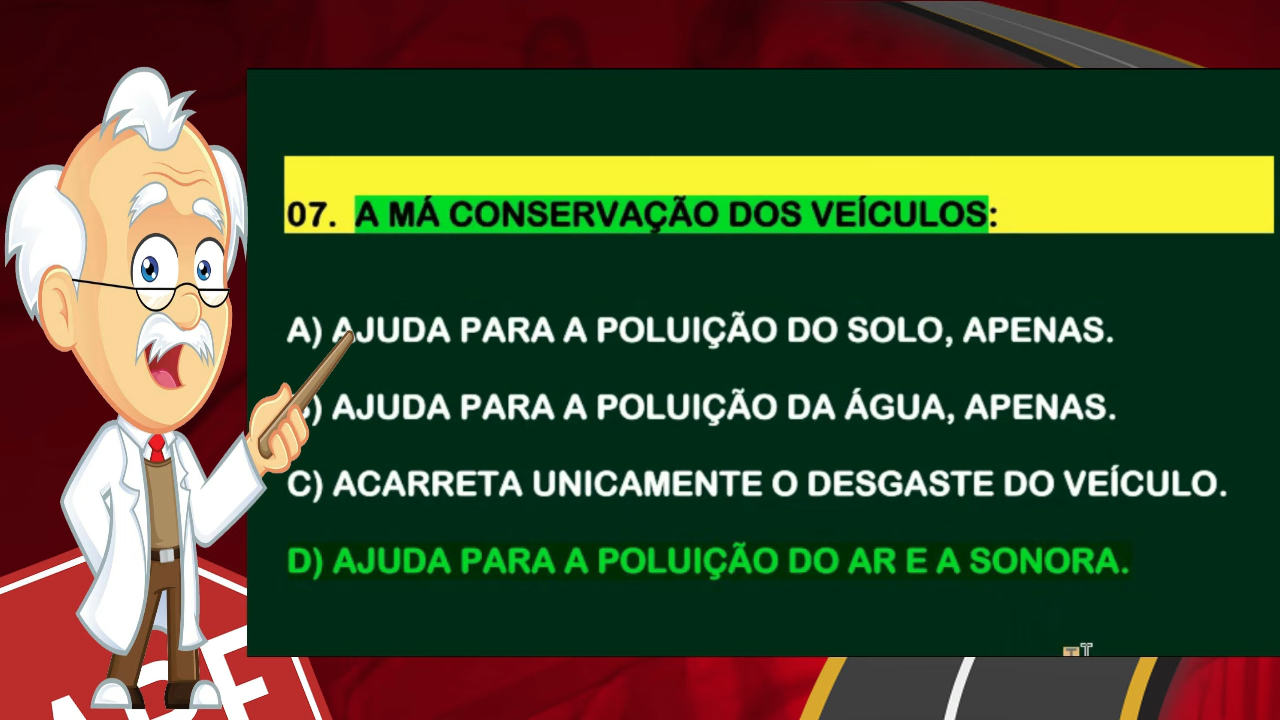 07. A MÁ CONSERVAÇÃO DOS VEÍCULOS:
A) AJUDA PARA A POLUIÇÃO DO SOLO, APENAS.
) AJUDA PARA A POLUIÇÃO DA ÁGUA, APENAS.
C) ACARRETA UNICAMENTE O DESGASTE DO VEÍCULO.
D) AJUDA PARA A POLUIÇÃO DO AR E A SONORA.